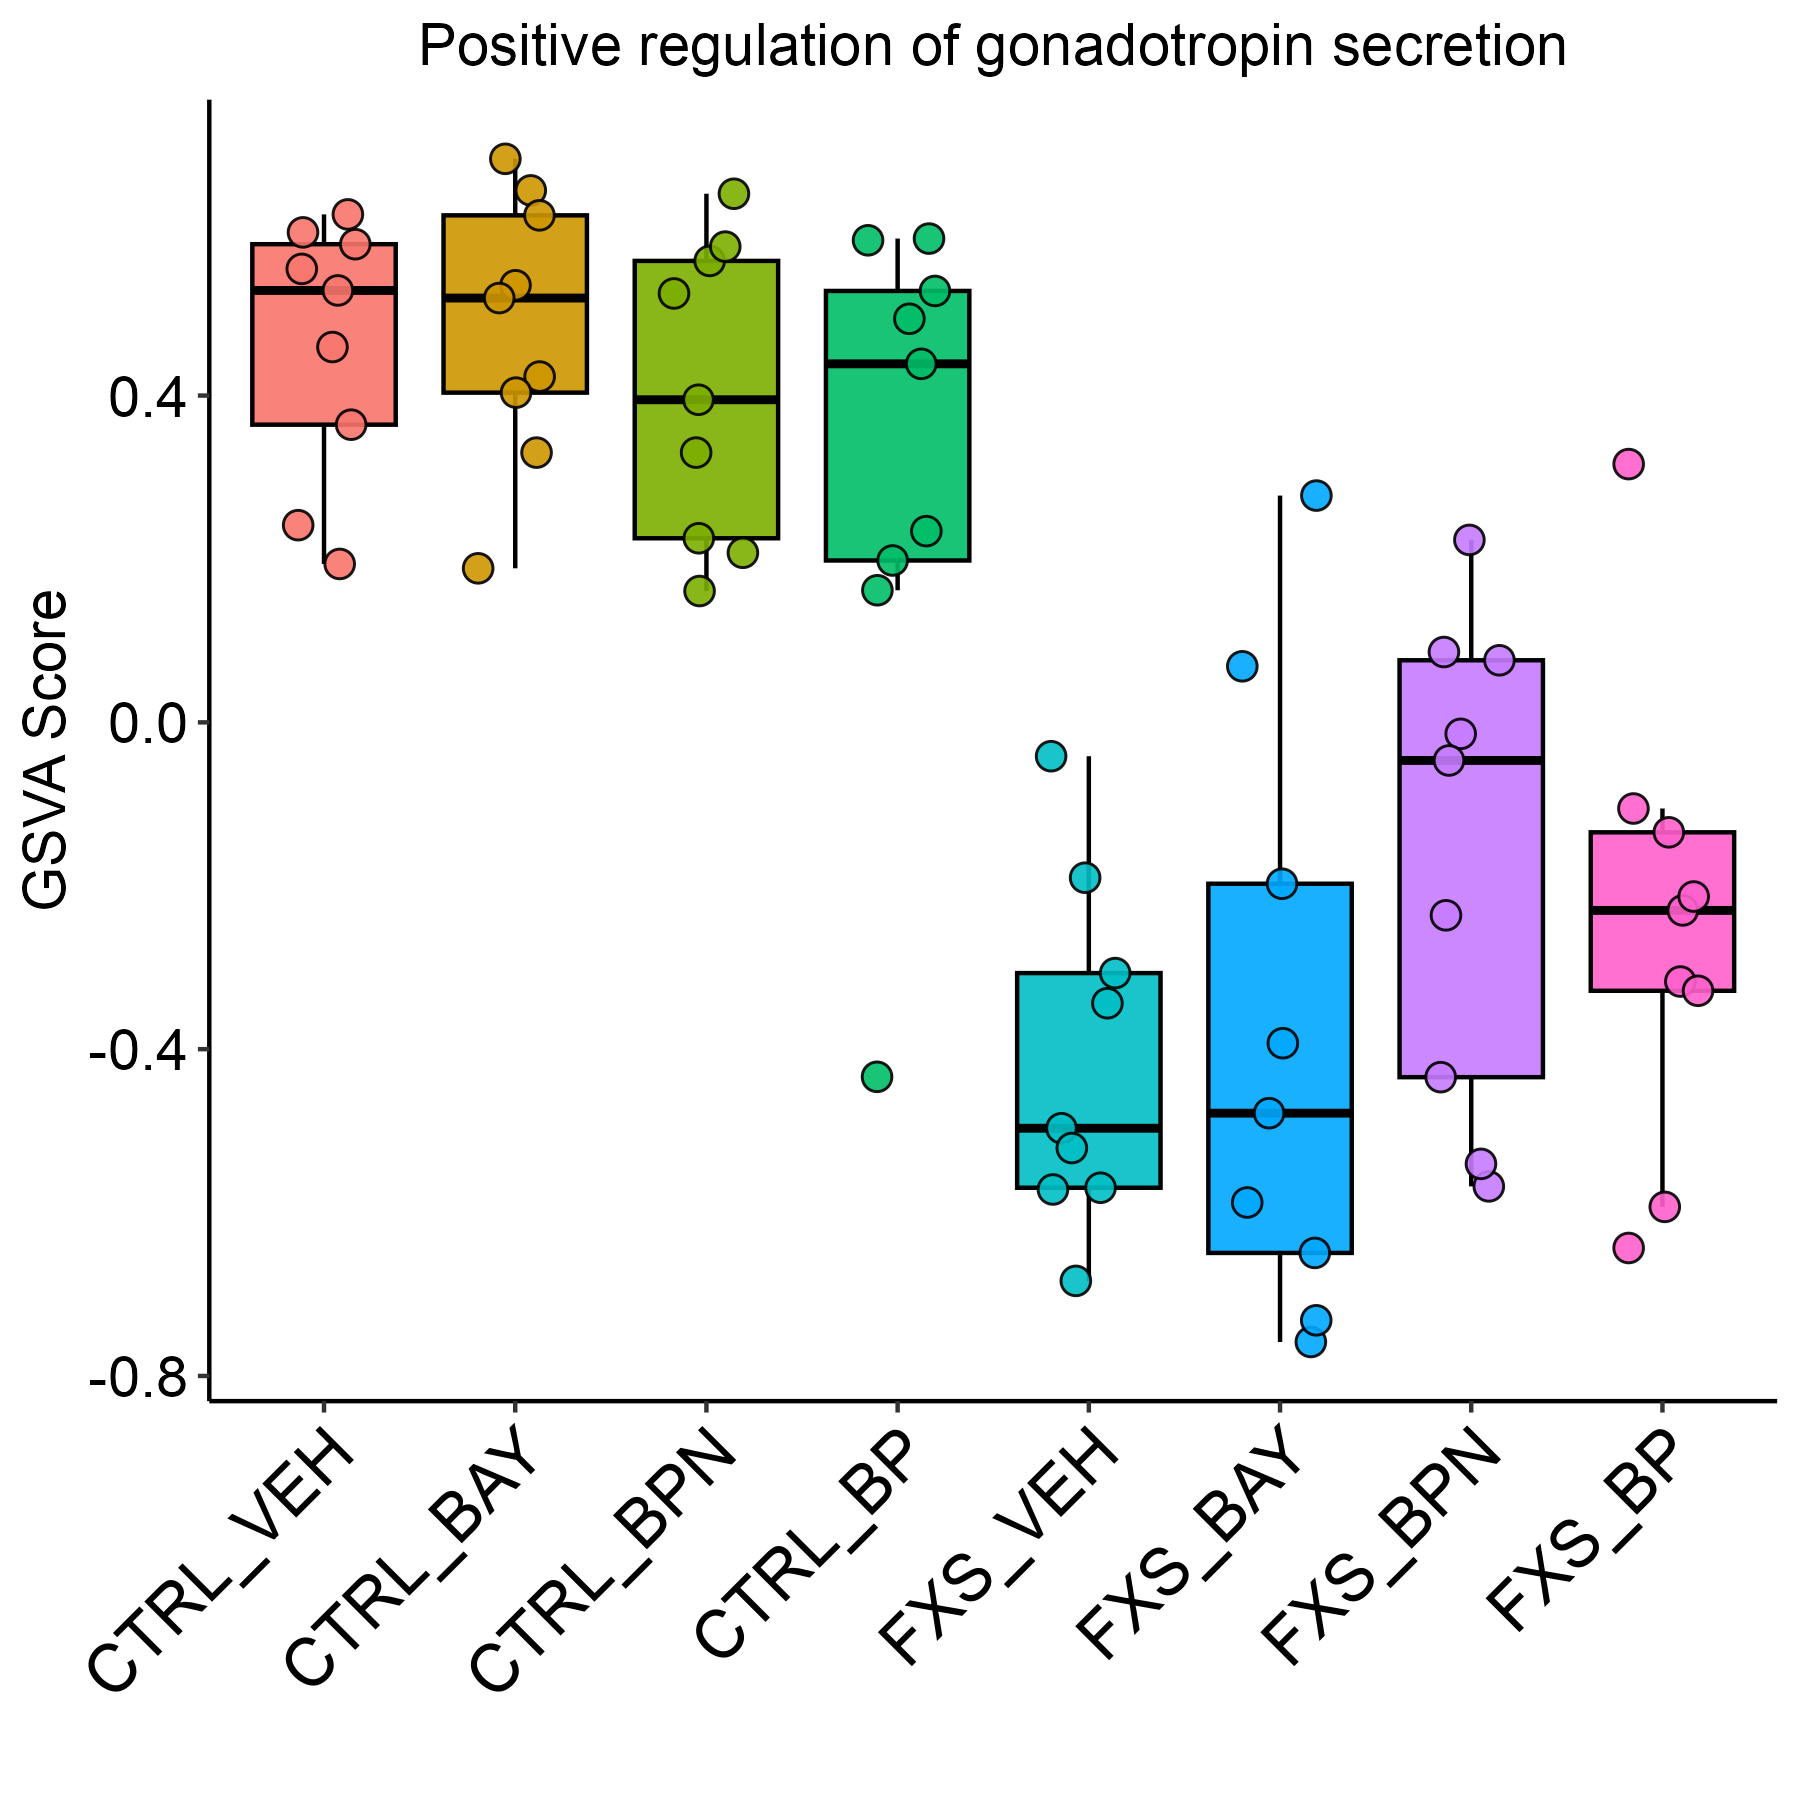 Positive regulation of gonadotropin secretion
GSVA Score
0.4
0.0
-0.4
-0.8
CTRL_VEH
CTRL_BAY
CTRL_BPN
CTRL_BP
FXS_VEH
FXS_BAY
FXS_BPN
FXS_BP